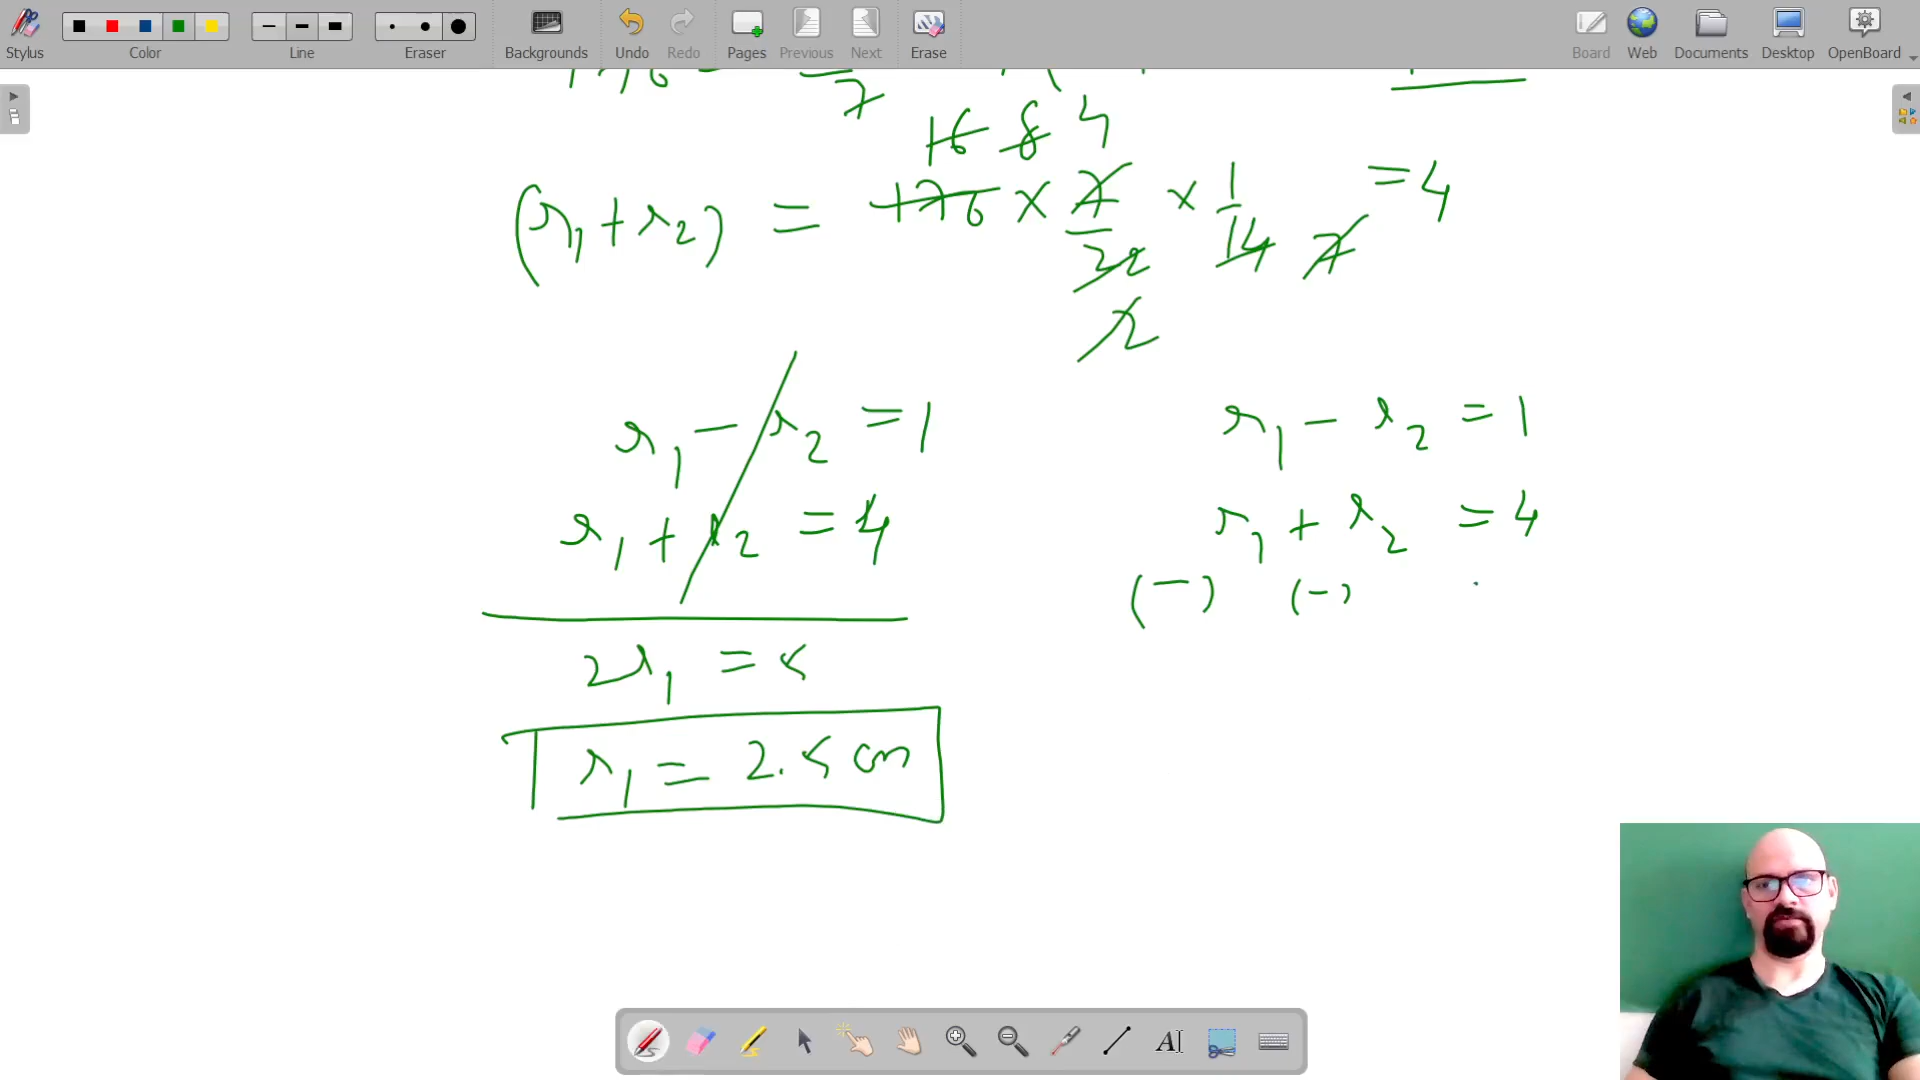 Stylus Color Line Eraser Backgrounds Undo Redo Pages Previous Next Erase Board Web Documents Desktop OpenBoard
7
16 8 4
(r1+r2) = 176 × 7/22 × 1/14 7 = 4
2
r1 - r2 = 1
r1 + r2 = 4
2r1 = 5
r1 = 2.5 cm
r1 - r2 = 1
r1 + r2 = 4
(-) (-)